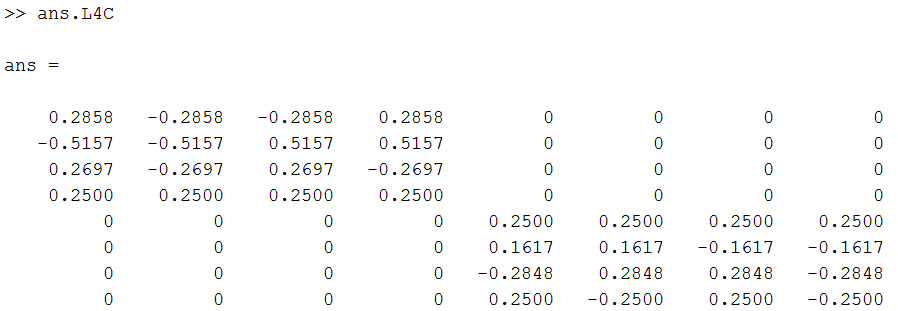 >> ans.L4C
ans =
0.2858 -0.2858 -0.2858 0.2858 0 0 0 0
-0.5157 -0.5157 0.5157 0.5157 0 0 0 0
0.2697 -0.2697 0.2697 -0.2697 0 0 0 0
0.2500 0.2500 0.2500 0.2500 0 0 0 0
0 0 0 0 0.2500 0.2500 0.2500 0.2500
0 0 0 0 0.1617 0.1617 -0.1617 -0.1617
0 0 0 0 -0.2848 0.2848 0.2848 -0.2848
0 0 0 0 0.2500 -0.2500 0.2500 -0.2500